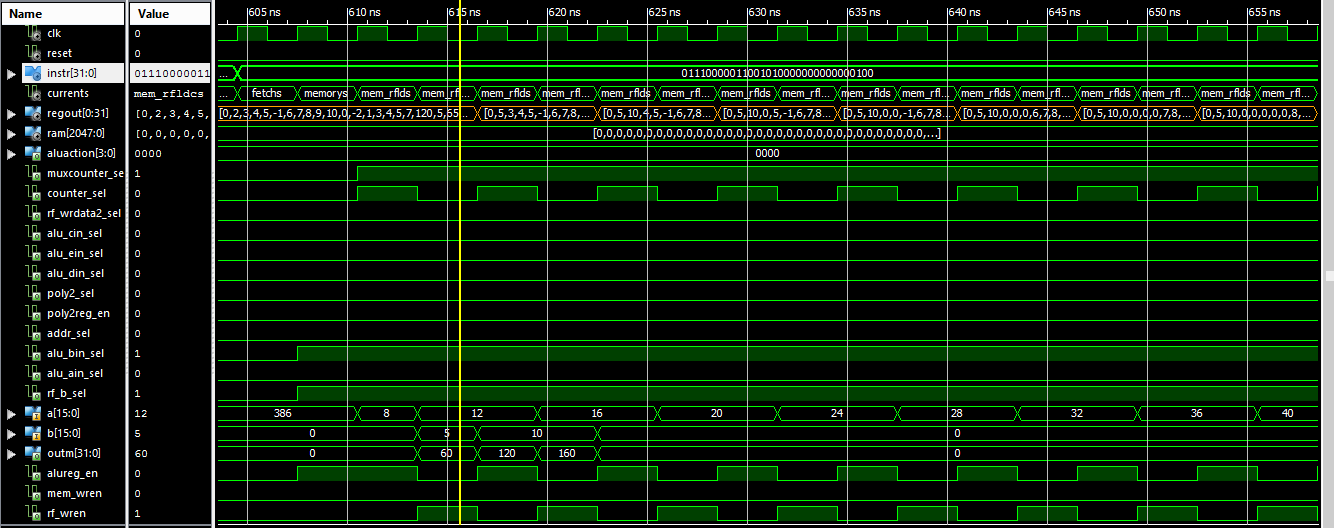 Name Value 605 ns 610 ns 615 ns 620 ns 625 ns 630 ns 635 ns 640 ns 645 ns 650 ns 655 ns
clk 0
reset 0
instr[31:0] 01110000011 ... 01110000011001010000000000000100
currents mem_rfldcs fetchs memorys mem_rflds mem_rf... mem_rflds mem_rfl... mem_rflds mem_rfl... mem_rflds mem_rfl... mem_rflds mem_rfl... mem_rflds mem_rfl... mem_rflds mem_rfl... mem_rflds mem_rfl...
regout[0:31] [0,2,3,4,5, [0,2,3,4,5,-1,6,7,8,9,10,0,-2,1,3,4,5,7,120,5,65... [0,5,3,4,5,-1,6,7,8,... [0,5,10,4,5,-1,6,7,8... [0,5,10,0,5,-1,6,7,8... [0,5,10,0,0,-1,6,7,8... [0,5,10,0,0,0,6,7,8,... [0,5,10,0,0,0,0,7,8,... [0,5,10,0,0,0,0,0,8,...
ram[2047:0] [0,0,0,0,0, [0,0,0,0,0,0,0,0,0,0,0,0,0,0,0,0,0,0,0,0,0,0,0,0,0,0,0,0,0,0,0,0,0,...]
aluaction[3:0] 0000 0000
muxcounter_se 1
counter_sel 0
rf_wrdata2_sel 0
alu_cin_sel 0
alu_ein_sel 0
alu_din_sel 0
poly2_sel 0
poly2reg_en 0
addr_sel 0
alu_bin_sel 1
alu_ain_sel 0
rf_b_sel 1
a[15:0] 12 386 8 12 16 20 24 28 32 36 40
b[15:0] 5 0 5 10 0
outm[31:0] 60 0 60 120 160 0
alureg_en 0
mem_wren 0
rf_wren 1